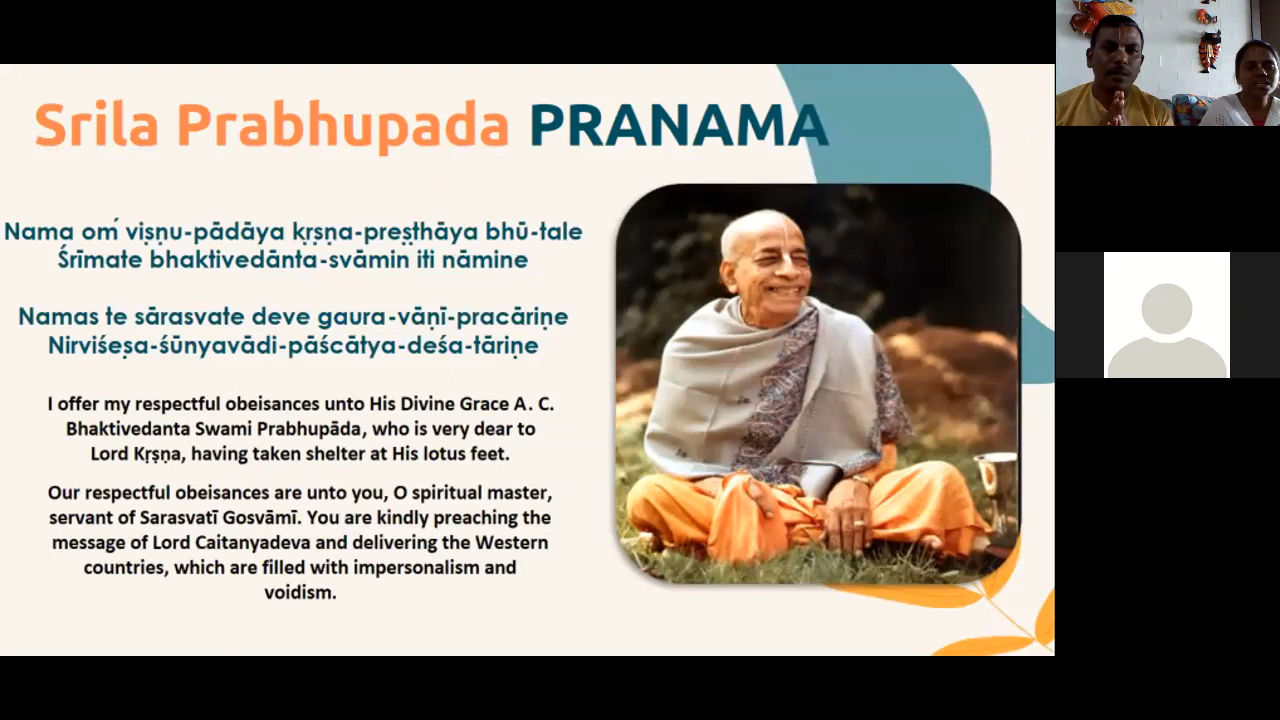 Srila Prabhupada PRANAMA
Nama oḿ viṣṇu-pādāya kṛṣṇa-preṣṭhāya bhū-tale
Śrīmate bhaktivedānta-svāmin iti nāmine
Namas te sārasvate deve gaura-vāṇī-pracāriṇe
Nirviśeṣa-śūnyavādi-pāścātya-deśa-tāriṇe
I offer my respectful obeisances unto His Divine Grace A. C.
Bhaktivedanta Swami Prabhupāda, who is very dear to
Lord Kṛṣṇa, having taken shelter at His lotus feet.
Our respectful obeisances are unto you, O spiritual master,
servant of Sarasvatī Gosvāmī. You are kindly preaching the
message of Lord Caitanyadeva and delivering the Western
countries, which are filled with impersonalism and
voidism.